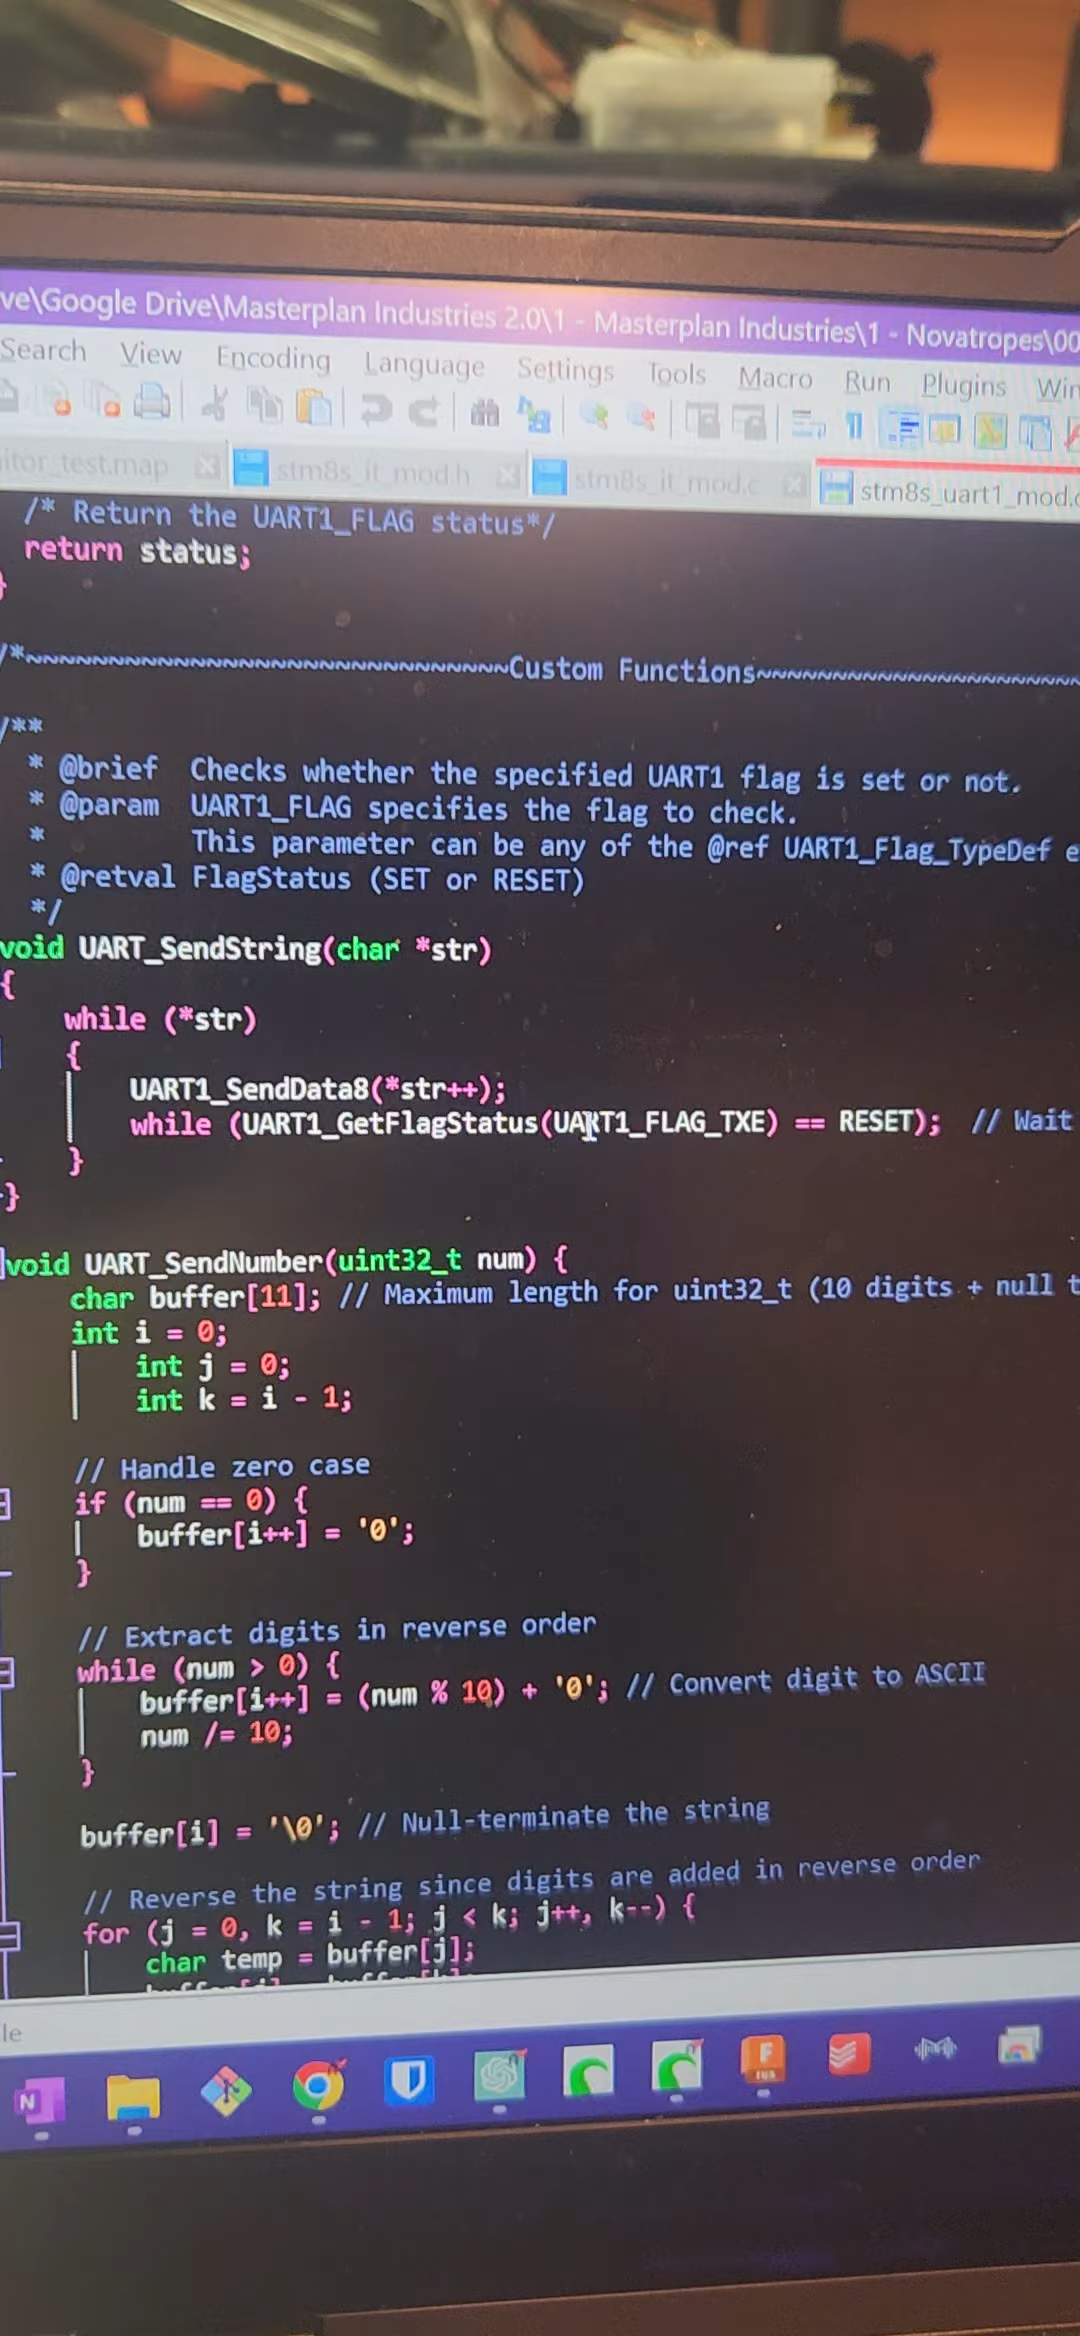 ve\Google Drive\Masterplan Industries 2.0\1 - Masterplan Industries\1 - Novatropes\00
Search View Encoding Language Settings Tools Macro Run Plugins Win
itor_test.map stm8s_it_mod.h stm8s_it_mod.c stm8s_uart1_mod.c
/* Return the UART1_FLAG status*/
return status;
}
/*~~~~~~~~~~~~~~~~~~~~~~~~~~~~~~Custom Functions~~~~~~~~~~~~~~~~~~~~~~~~~~~~~~
/**
* @brief Checks whether the specified UART1 flag is set or not.
* @param UART1_FLAG specifies the flag to check.
* This parameter can be any of the @ref UART1_Flag_TypeDef e
* @retval FlagStatus (SET or RESET)
*/
void UART_SendString(char *str)
{
while (*str)
{
UART1_SendData8(*str++);
while (UART1_GetFlagStatus(UART1_FLAG_TXE) == RESET); // Wait
}
}
void UART_SendNumber(uint32_t num) {
char buffer[11]; // Maximum length for uint32_t (10 digits + null t
int i = 0;
int j = 0;
int k = i - 1;
// Handle zero case
if (num == 0) {
buffer[i++] = '0';
}
// Extract digits in reverse order
while (num > 0) {
buffer[i++] = (num % 10) + '0'; // Convert digit to ASCII
num /= 10;
}
buffer[i] = '\0'; // Null-terminate the string
// Reverse the string since digits are added in reverse order
for (j = 0, k = i - 1; j < k; j++, k--) {
char temp = buffer[j];
le